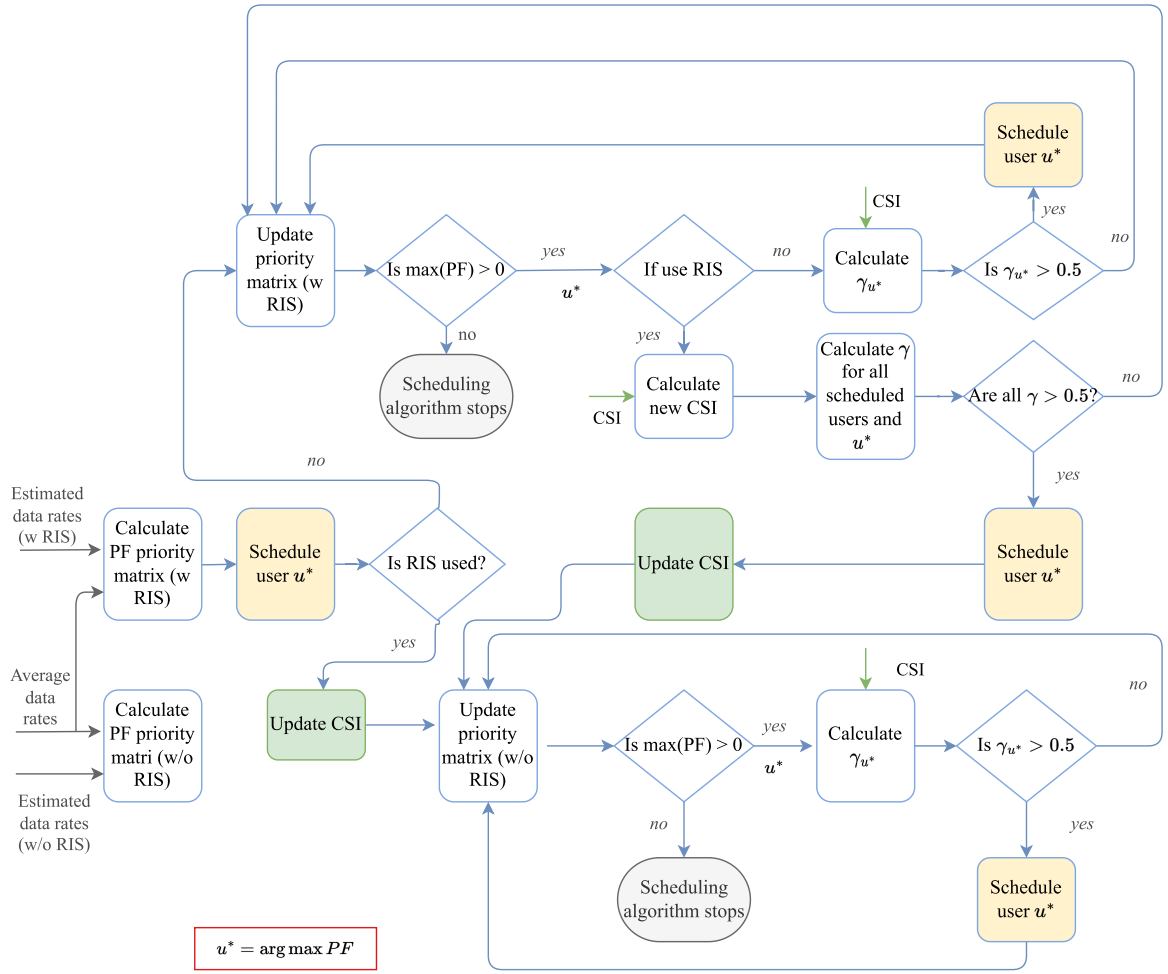 Schedule
user u*
CSI
yes
no
Update
priority
matrix (w
RIS)
Is max(PF) > 0
yes
u*
If use RIS
no
Calculate
γ_{u*}
Is γ_{u*} > 0.5
no
yes
Scheduling
algorithm stops
CSI
Calculate
new CSI
Calculate γ
for all
scheduled
users and
u*
Are all γ > 0.5?
no
yes
no
Estimated
data rates
(w RIS)
Calculate
PF priority
matrix (w
RIS)
Schedule
user u*
Is RIS used?
Update CSI
Schedule
user u*
yes
Average
data
rates
Calculate
PF priority
matri (w/o
RIS)
Update CSI
Update
priority
matrix (w/o
RIS)
Is max(PF) > 0
yes
u*
CSI
Calculate
γ_{u*}
Is γ_{u*} > 0.5
no
Estimated
data rates
(w/o RIS)
no
yes
Scheduling
algorithm stops
Schedule
user u*
u* = arg max PF